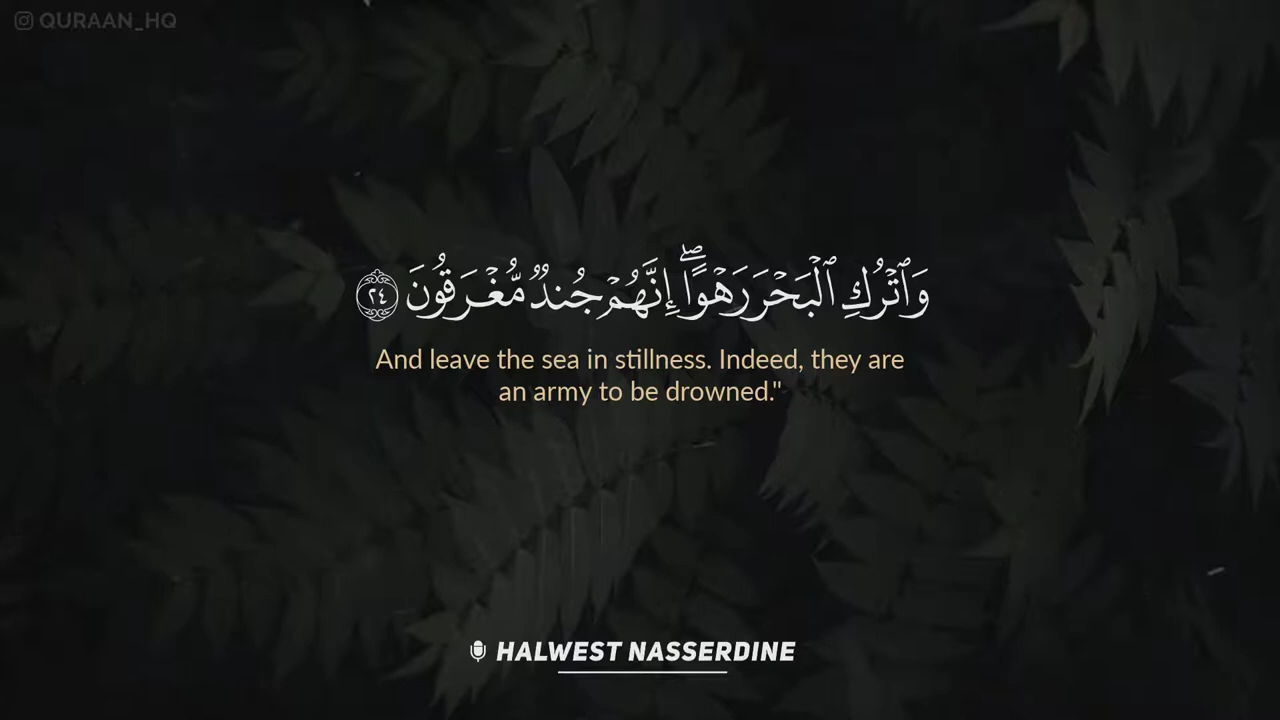 QURAAN_HQ
وَٱتْرُكِ ٱلْبَحْرَ رَهْوًا ۖ إِنَّهُمْ جُندٌ مُّغْرَقُونَ ٢٤
And leave the sea in stillness. Indeed, they are
an army to be drowned."
HALWEST NASSERDINE